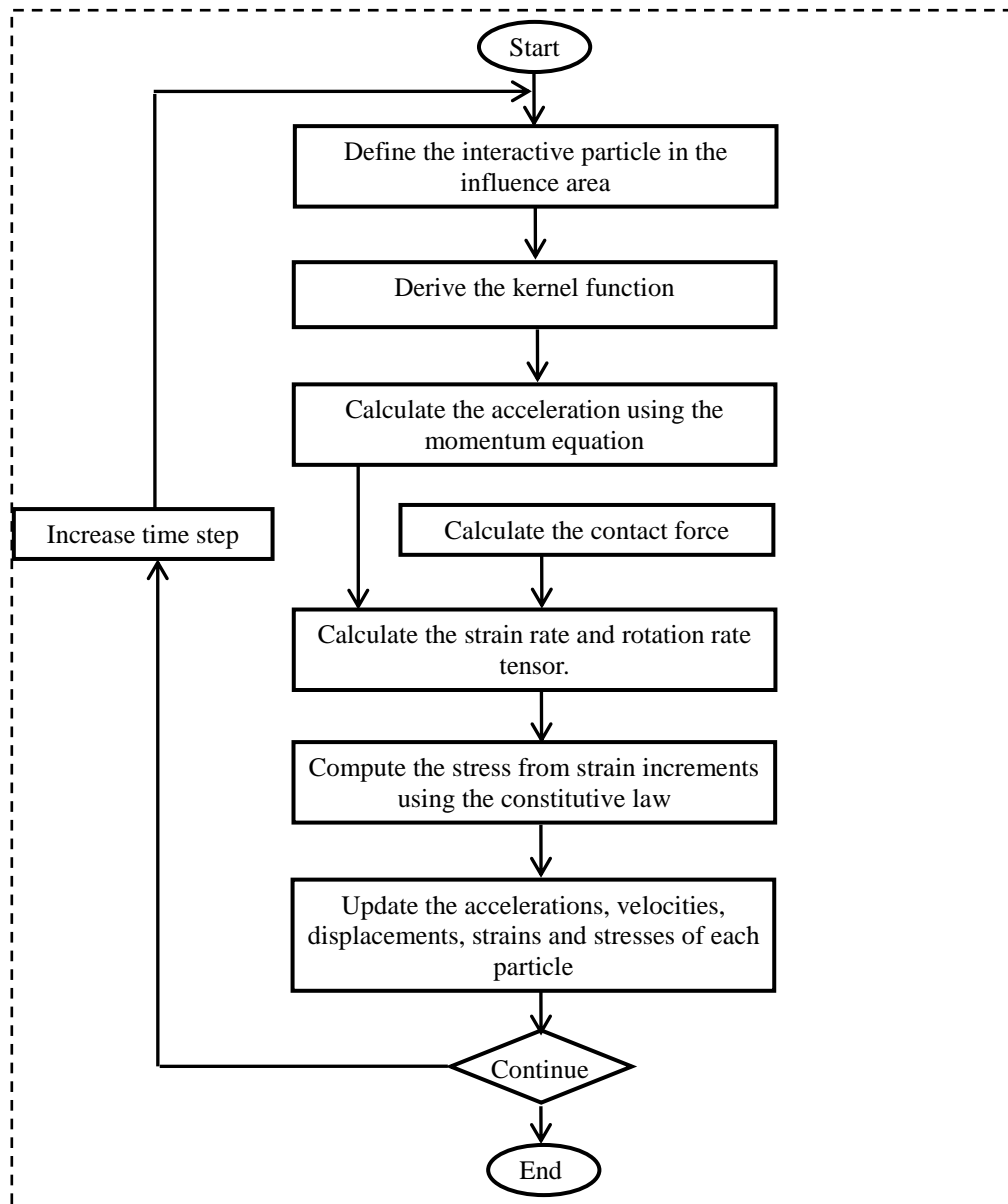 Start
Define the interactive particle in the
influence area
Derive the kernel function
Calculate the acceleration using the
momentum equation
Increase time step
Calculate the contact force
Calculate the strain rate and rotation rate
tensor.
Compute the stress from strain increments
using the constitutive law
Update the accelerations, velocities,
displacements, strains and stresses of each
particle
Continue
End